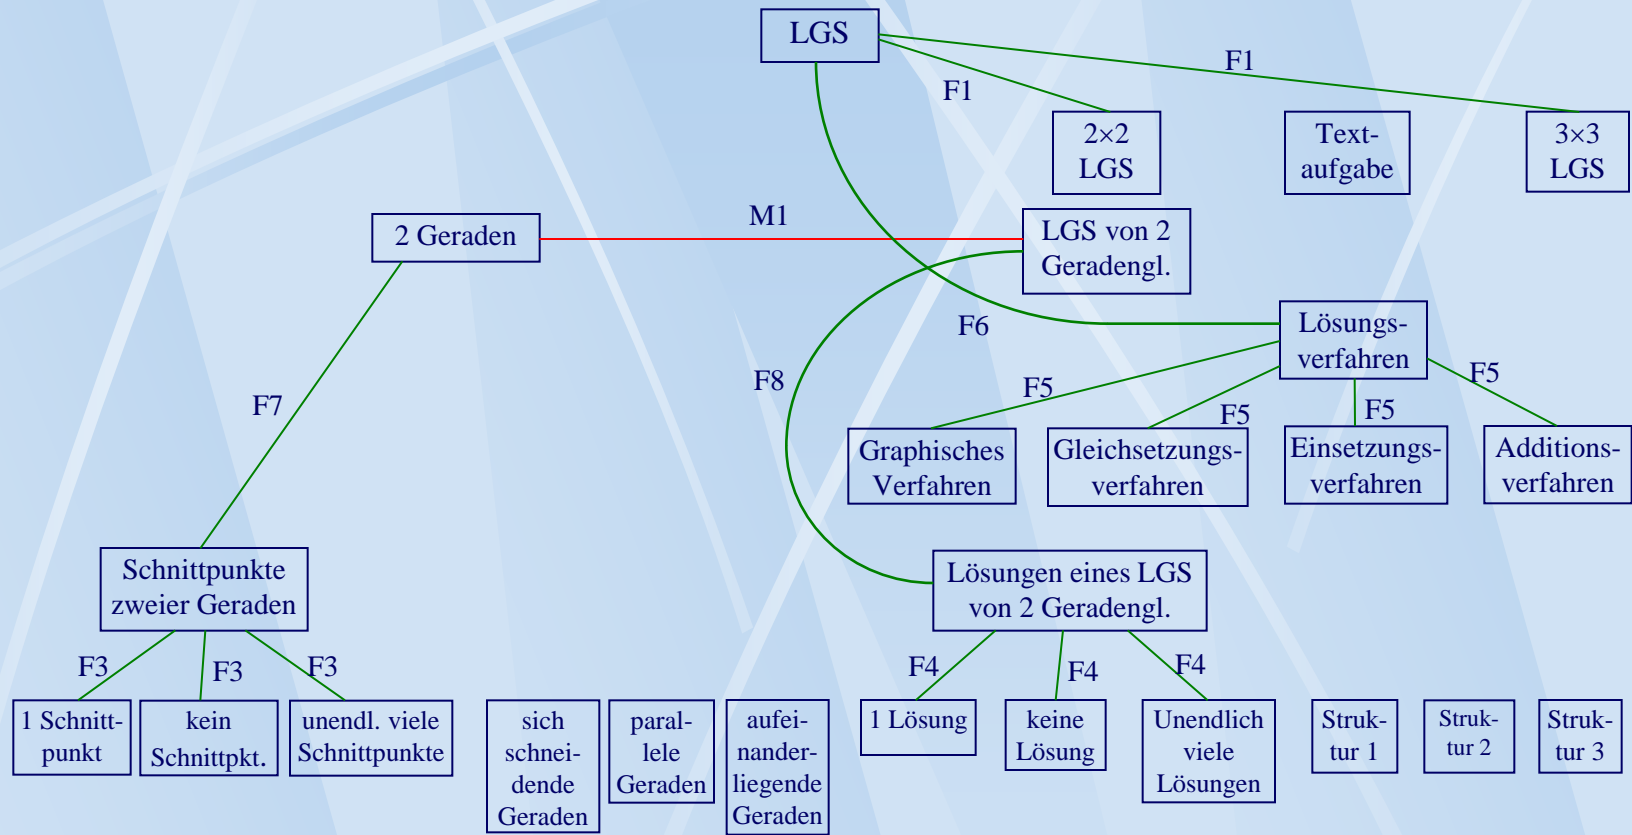 LGS
F1
F1
2×2
LGS
Text-
aufgabe
3×3
LGS
M1
2 Geraden
LGS von 2
Geradengl.
F6
Lösungs-
verfahren
F8
F7
F5
F5
F5
F5
Graphisches
Verfahren
Gleichsetzungs-
verfahren
Einsetzungs-
verfahren
Additions-
verfahren
Schnittpunkte
zweier Geraden
Lösungen eines LGS
von 2 Geradengl.
F3
F3
F3
F4
F4
F4
1 Schnitt-
punkt
kein
Schnittpkt.
unendl. viele
Schnittpunkte
sich
schnei-
dende
Geraden
paral-
lele
Geraden
aufei-
nander-
liegende
Geraden
1 Lösung
keine
Lösung
Unendlich
viele
Lösungen
Struk-
tur 1
Struk-
tur 2
Struk-
tur 3